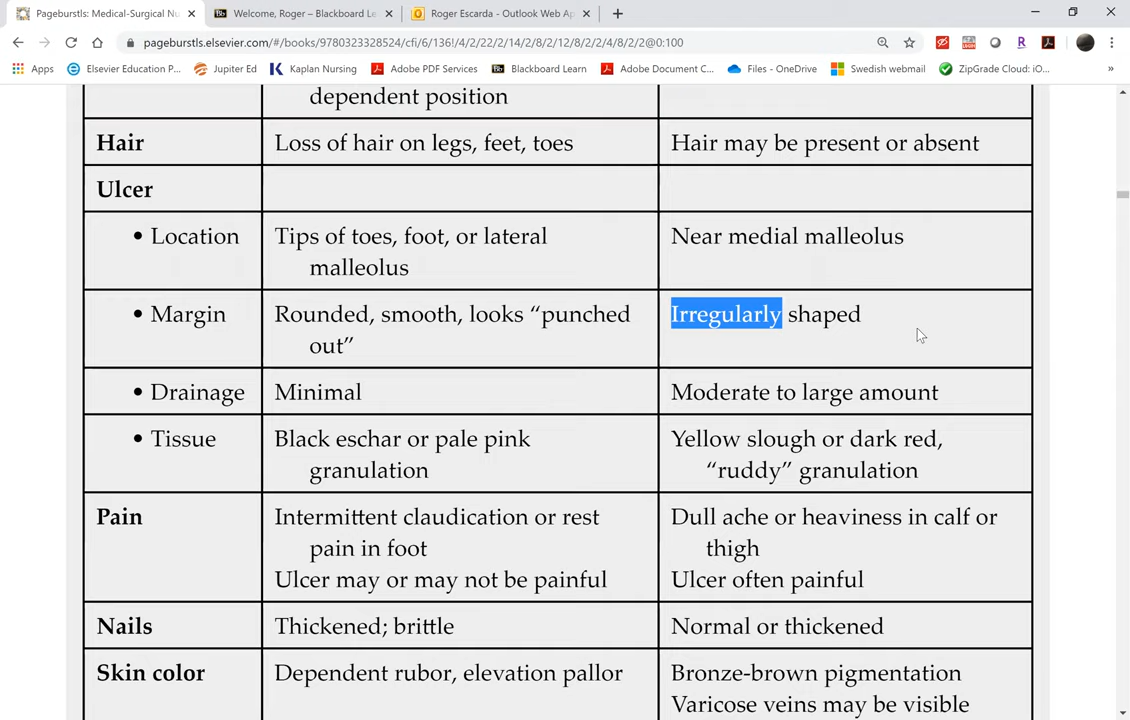 Pageburstls: Medical-Surgical Nu
Welcome, Roger – Blackboard Le
Roger Escarda - Outlook Web Ap
pageburstls.elsevier.com/#/books/9780323328524/cfi/6/136!/4/2/22/2/14/2/8/2/12/8/2/2/4/8/2/2@0:100
Apps
Elsevier Education P...
Jupiter Ed
Kaplan Nursing
Adobe PDF Services
Blackboard Learn
Adobe Document C...
Files - OneDrive
Swedish webmail
ZipGrade Cloud: iO...
dependent position
Hair
Loss of hair on legs, feet, toes
Hair may be present or absent
Ulcer
• Location
Tips of toes, foot, or lateral
malleolus
Near medial malleolus
• Margin
Rounded, smooth, looks “punched
out”
Irregularly shaped
• Drainage
Minimal
Moderate to large amount
• Tissue
Black eschar or pale pink
granulation
Yellow slough or dark red,
“ruddy” granulation
Pain
Intermittent claudication or rest
pain in foot
Ulcer may or may not be painful
Dull ache or heaviness in calf or
thigh
Ulcer often painful
Nails
Thickened; brittle
Normal or thickened
Skin color
Dependent rubor, elevation pallor
Bronze-brown pigmentation
Varicose veins may be visible